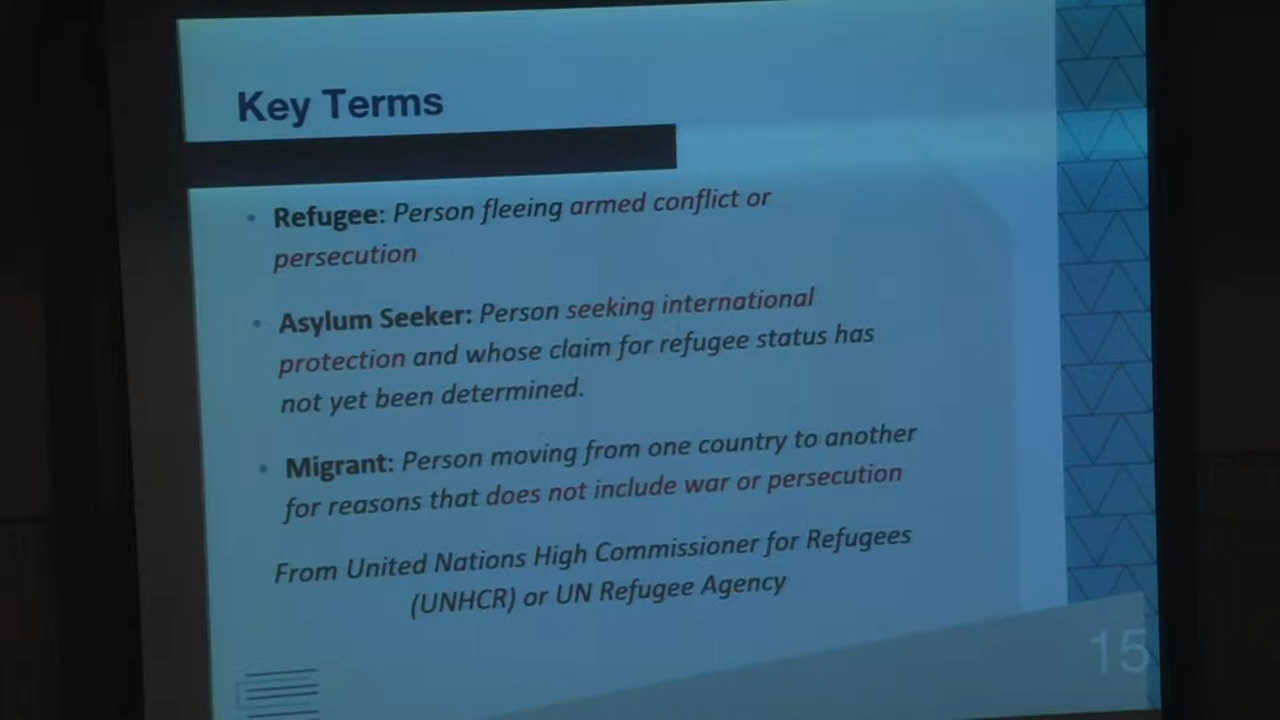 Key Terms
• Refugee: Person fleeing armed conflict or
persecution
• Asylum Seeker: Person seeking international
protection and whose claim for refugee status has
not yet been determined.
• Migrant: Person moving from one country to another
for reasons that does not include war or persecution
From United Nations High Commissioner for Refugees
(UNHCR) or UN Refugee Agency
15